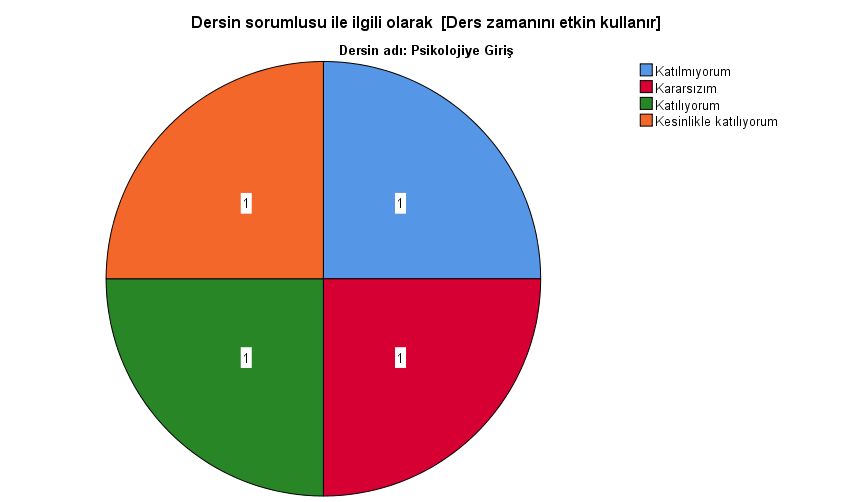 Dersin sorumlusu ile ilgili olarak  [Ders zamanını etkin kullanır]
Dersin adı: Psikolojiye Giriş
Katılmıyorum
Kararsızım
Katılıyorum
Kesinlikle katılıyorum
1 1
1 1